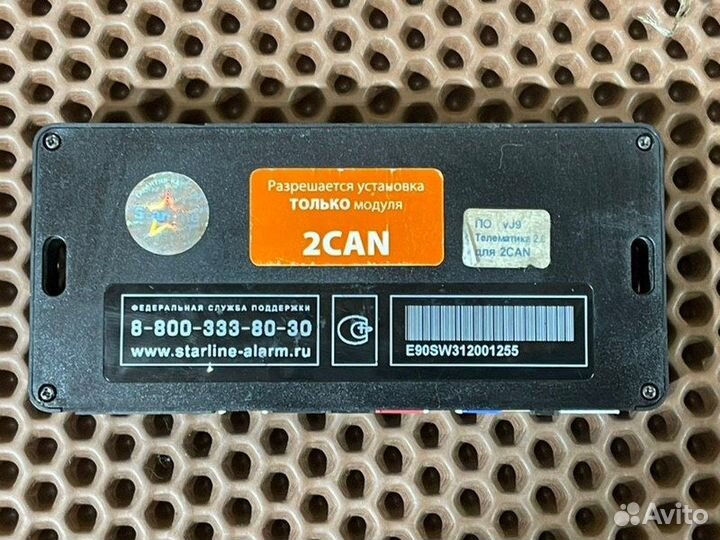 Разрешается установка
ТОЛЬКО модуля
2CAN
ПО vJ9
Телематика 2.0
для 2CAN
ФЕДЕРАЛЬНАЯ СЛУЖБА ПОДДЕРЖКИ
8-800-333-80-30
www.starline-alarm.ru
E90SW312001255
Avito